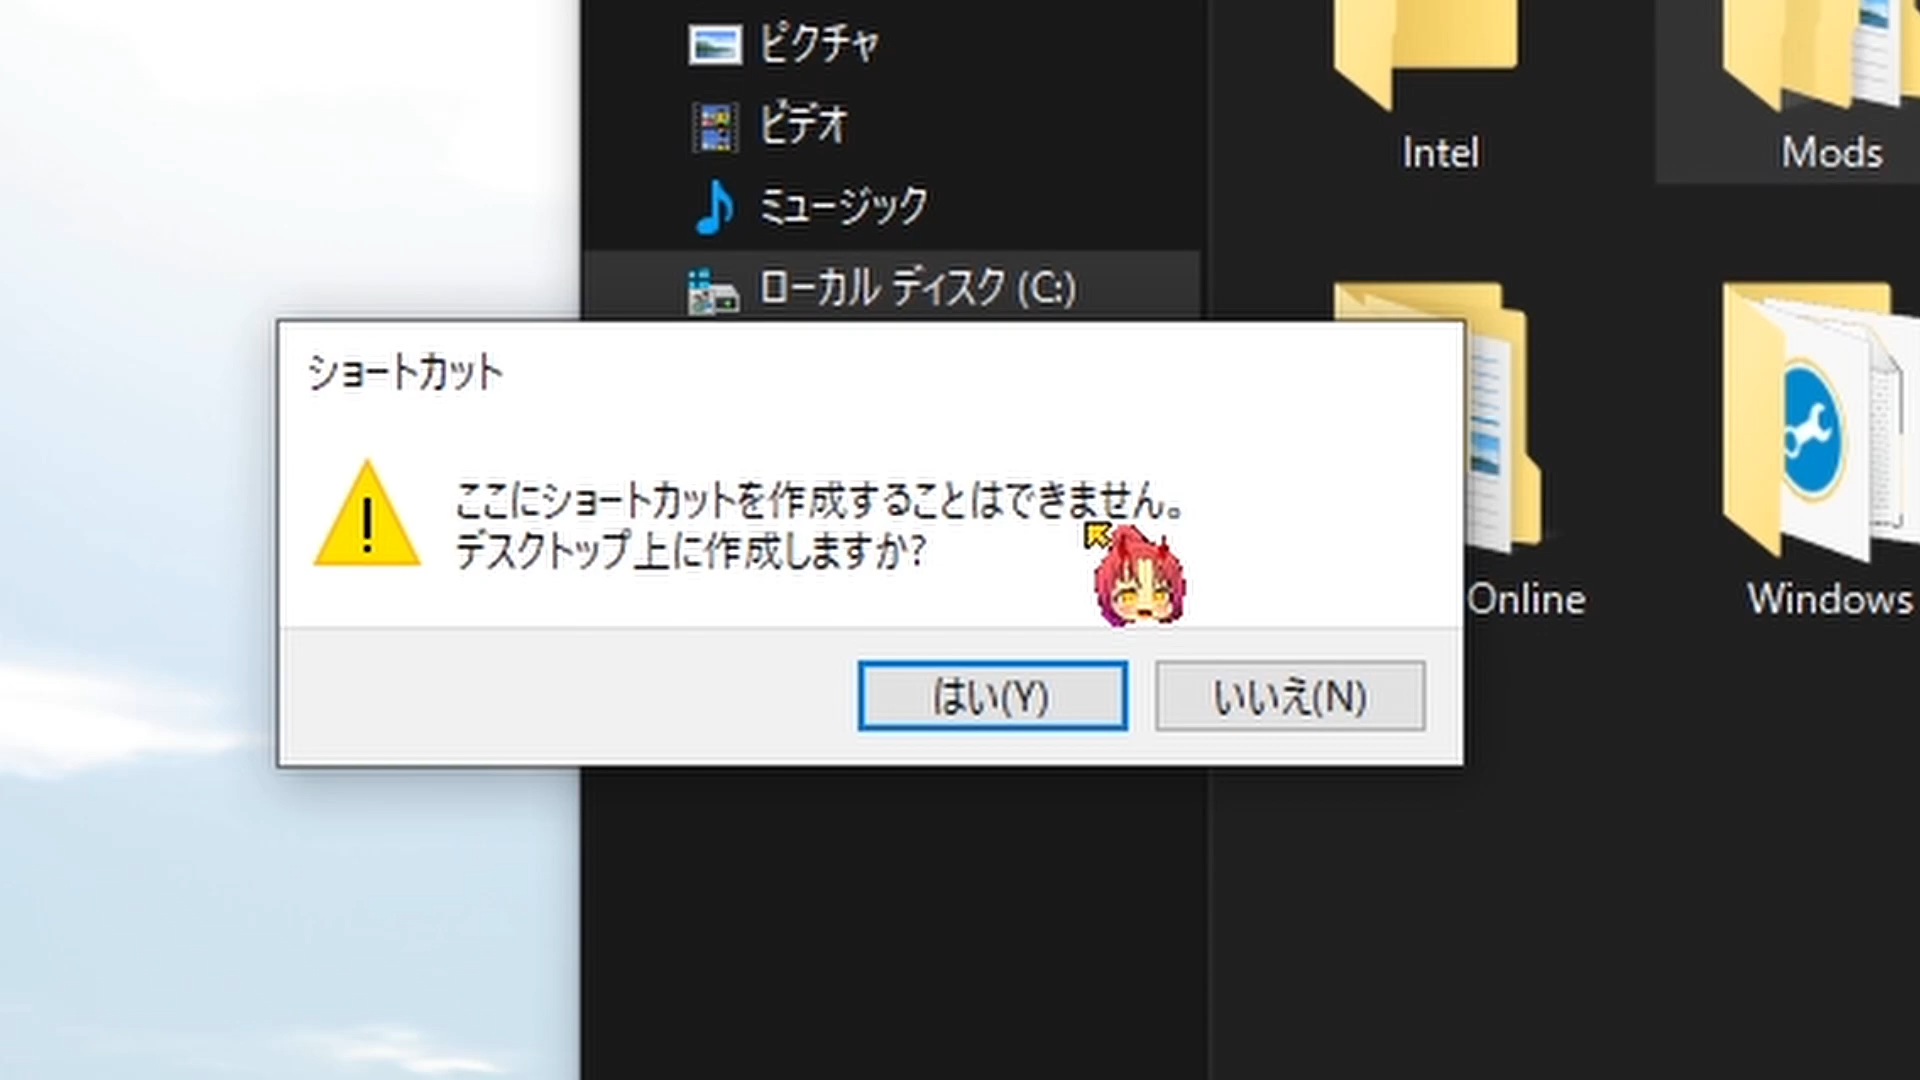 ピクチャ
ビデオ
ミュージック
ローカル ディスク (C:)
Intel
Mods
Online
Windows
ショートカット
ここにショートカットを作成することはできません。
デスクトップ上に作成しますか?
はい(Y)
いいえ(N)